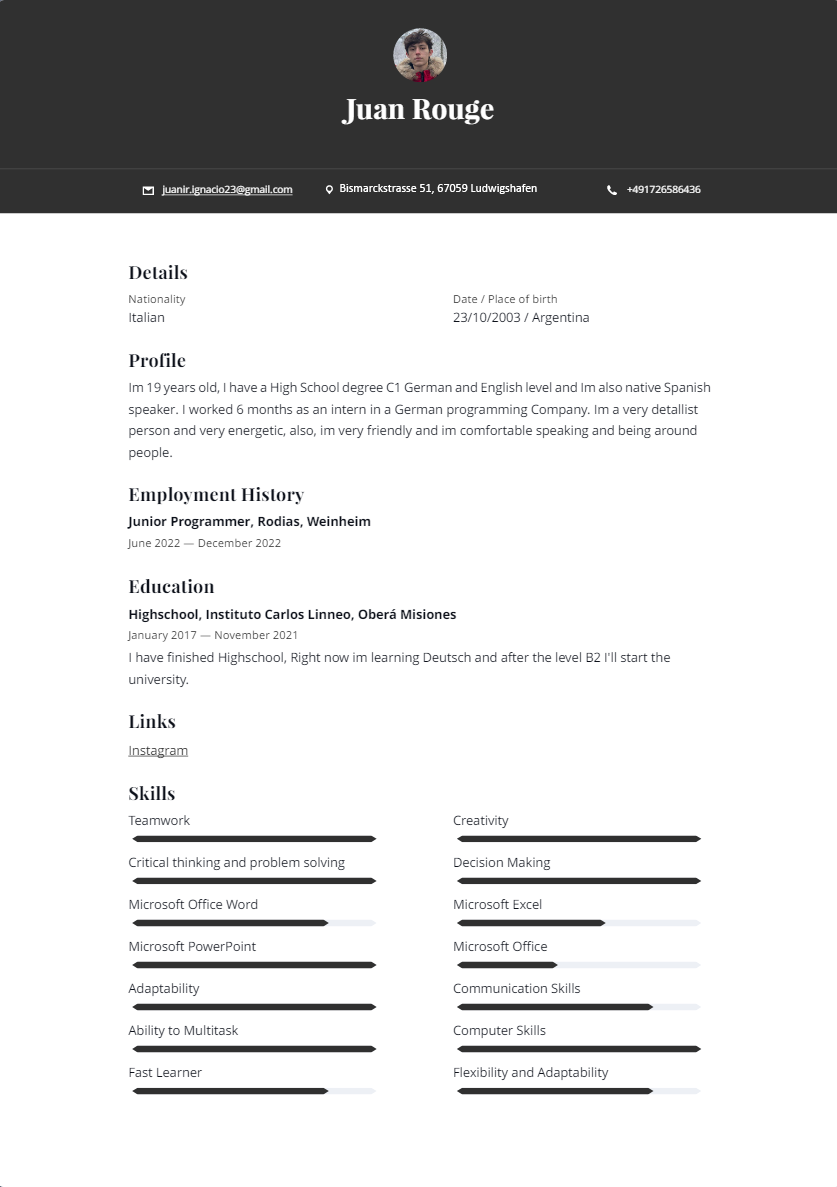 Juan Rouge
juanir.ignacio23@gmail.com Bismarckstrasse 51, 67059 Ludwigshafen +491726586436
Details
Nationality Date / Place of birth
Italian 23/10/2003 / Argentina
Profile
Im 19 years old, I have a High School degree C1 German and English level and Im also native Spanish
speaker. I worked 6 months as an intern in a German programming Company. Im a very detallist
person and very energetic, also, im very friendly and im comfortable speaking and being around
people.
Employment History
Junior Programmer, Rodias, Weinheim
June 2022 — December 2022
Education
Highschool, Instituto Carlos Linneo, Oberá Misiones
January 2017 — November 2021
I have finished Highschool, Right now im learning Deutsch and after the level B2 I'll start the
university.
Links
Instagram
Skills
Teamwork Creativity
Critical thinking and problem solving Decision Making
Microsoft Office Word Microsoft Excel
Microsoft PowerPoint Microsoft Office
Adaptability Communication Skills
Ability to Multitask Computer Skills
Fast Learner Flexibility and Adaptability